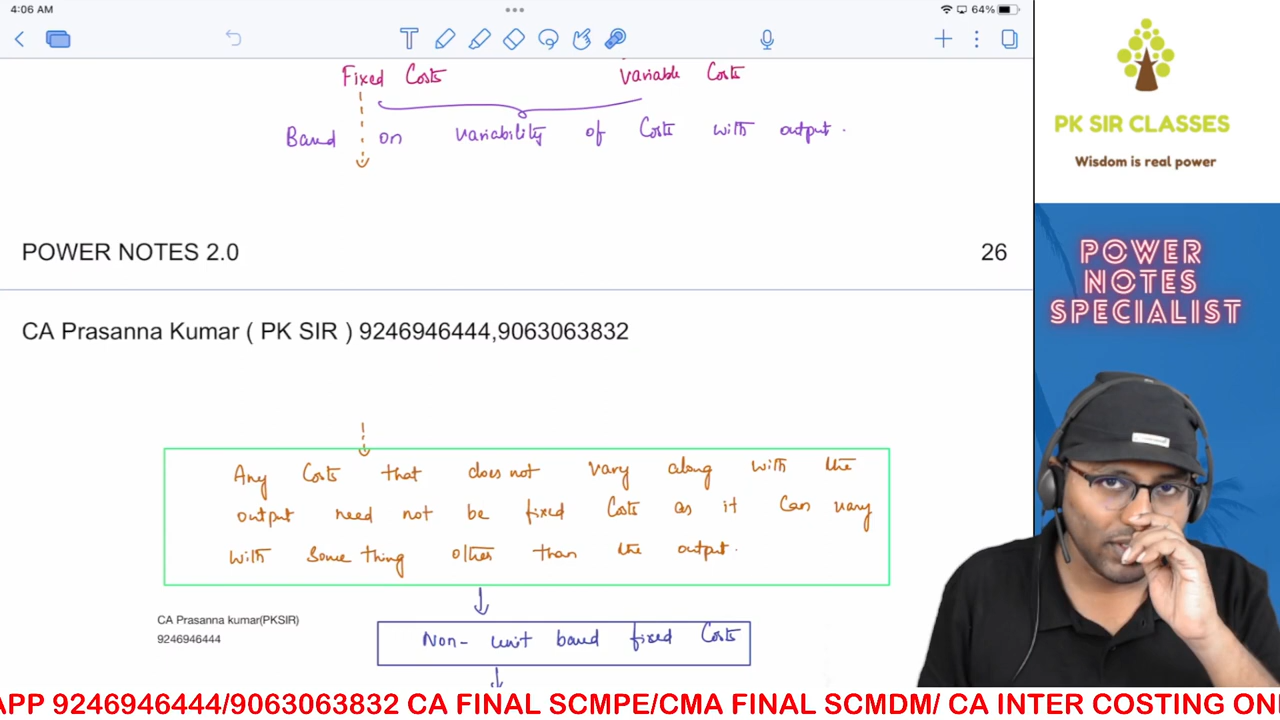 4:06 AM
64%
Fixed Costs
Variable Costs
Based on variability of Costs with output.
POWER NOTES 2.0
26
CA Prasanna Kumar ( PK SIR ) 9246946444,9063063832
Any Costs that does not vary along with the
output need not be fixed Costs as it Can vary
with Some thing other than the output.
CA Prasanna kumar(PKSIR)
9246946444
Non- unit based fixed Costs
PK SIR CLASSES
Wisdom is real power
POWER
NOTES
SPECIALIST
APP 9246946444/9063063832 CA FINAL SCMPE/CMA FINAL SCMDM/ CA INTER COSTING ONL